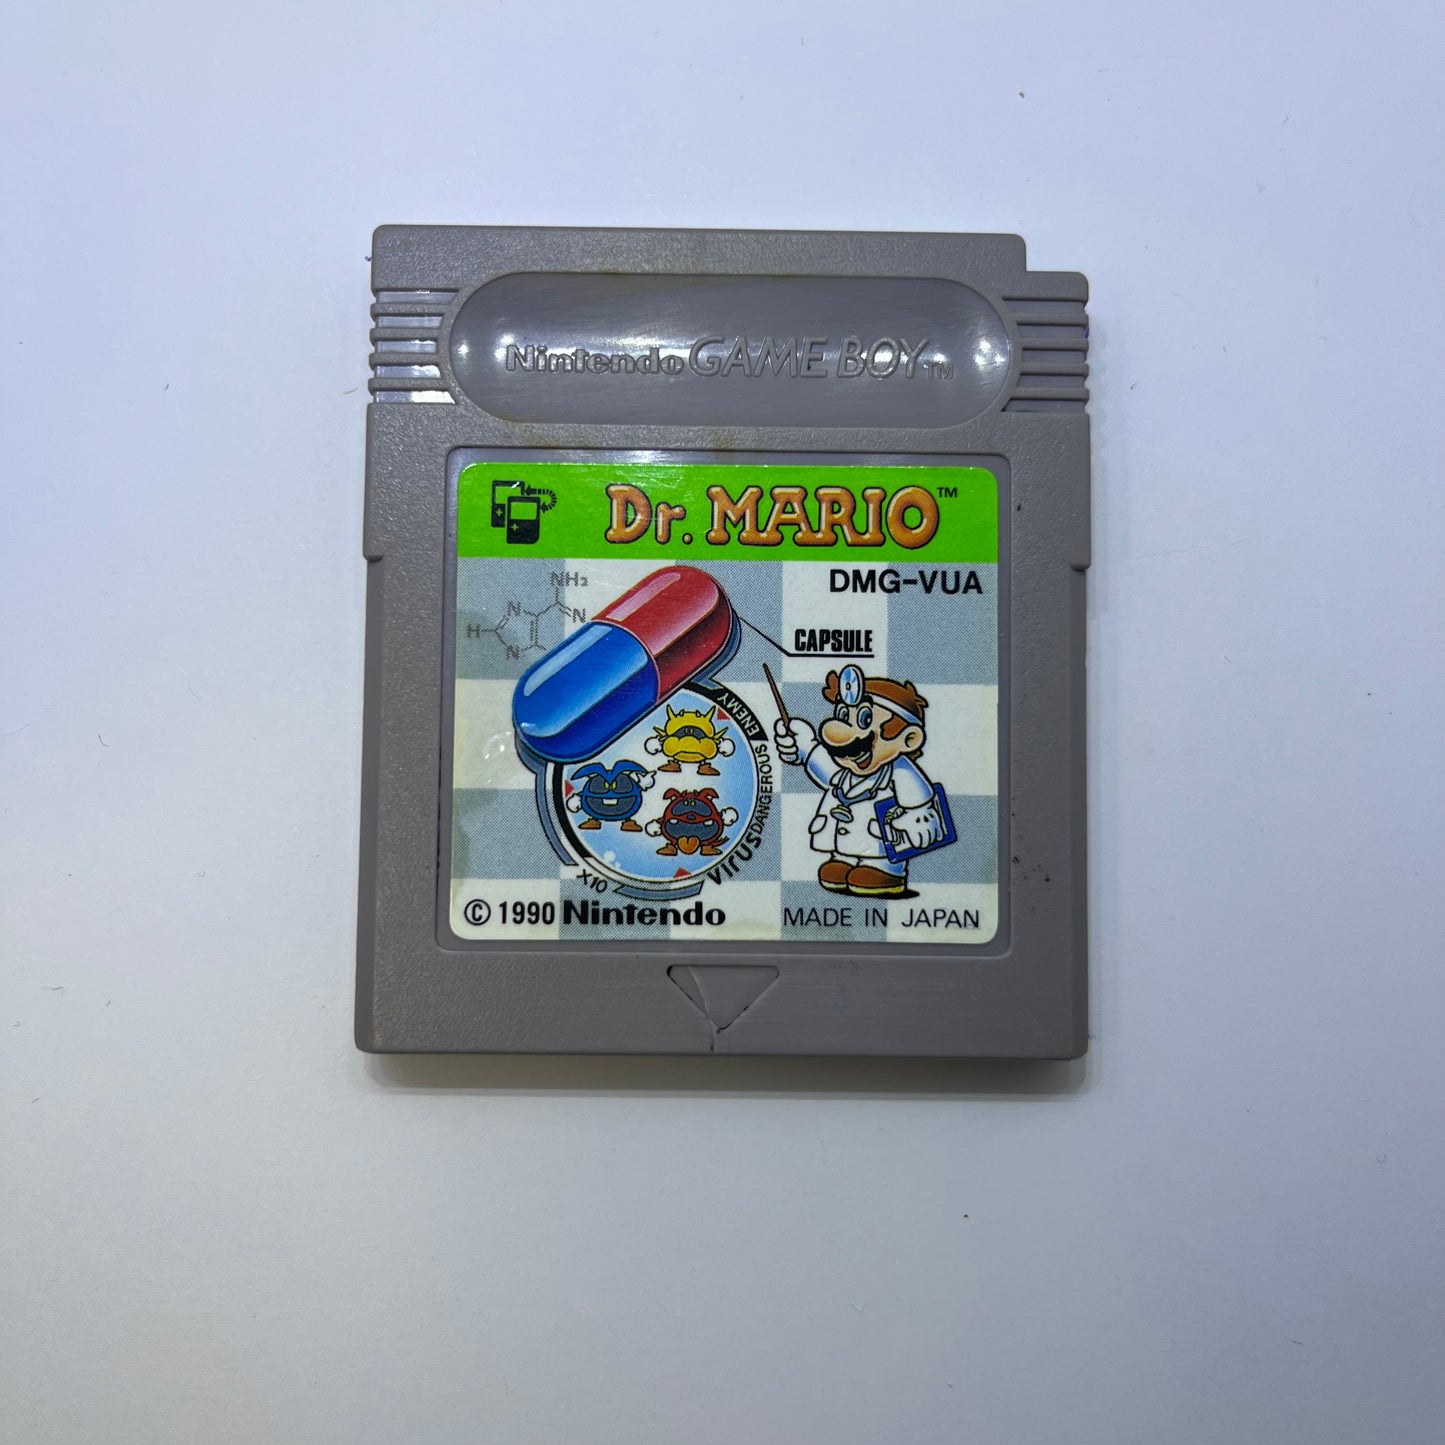 Nintendo GAME BOY™
Dr. MARIO™
DMG-VUA
NH₂
N
N
H
N
CAPSULE
ENEMY
DANGEROUS
VIRUS
X10
© 1990 Nintendo
MADE IN JAPAN